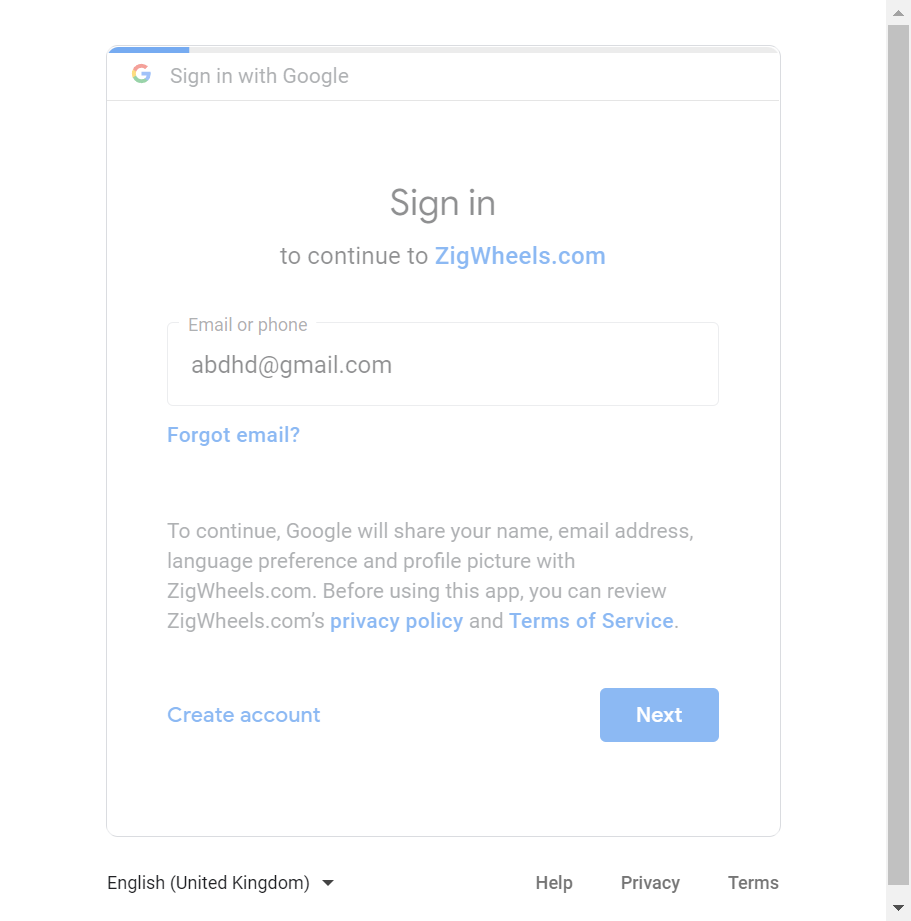 Sign in with Google
Sign in
to continue to ZigWheels.com
Email or phone
abdhd@gmail.com
Forgot email?
To continue, Google will share your name, email address,
language preference and profile picture with
ZigWheels.com. Before using this app, you can review
ZigWheels.com’s privacy policy and Terms of Service.
Create account
Next
English (United Kingdom)
Help
Privacy
Terms